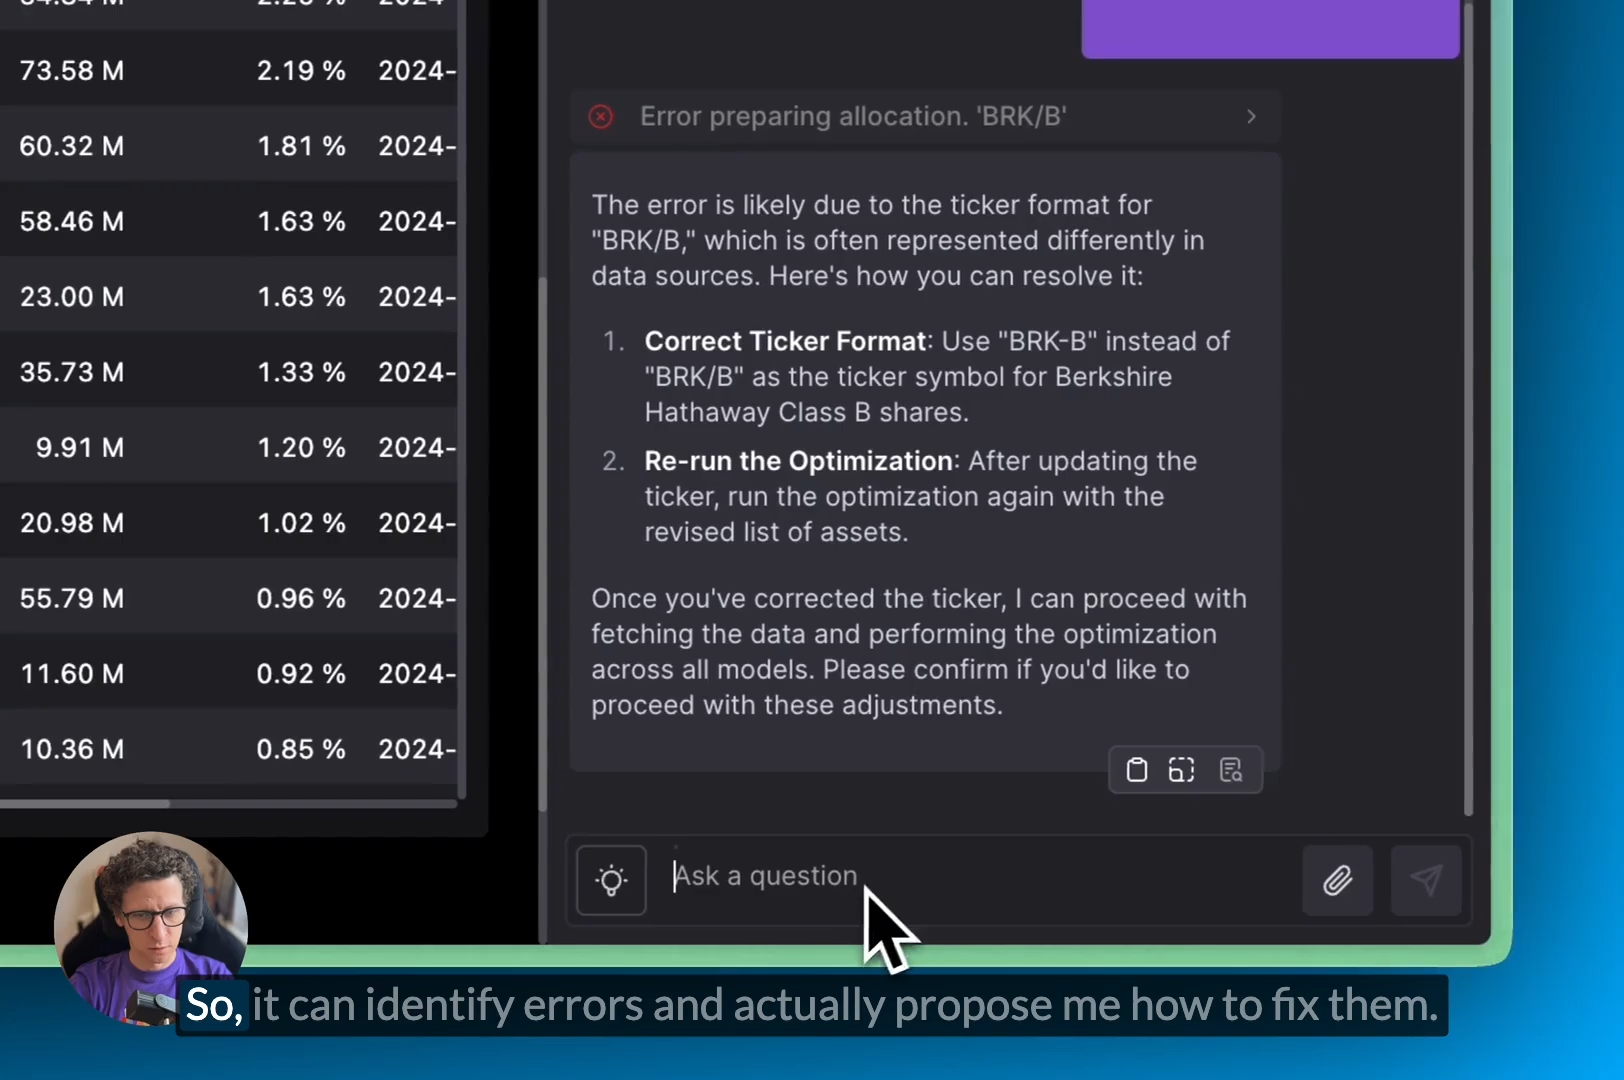 73.58 M 2.19 % 2024-
60.32 M 1.81 % 2024-
58.46 M 1.63 % 2024-
23.00 M 1.63 % 2024-
35.73 M 1.33 % 2024-
9.91 M 1.20 % 2024-
20.98 M 1.02 % 2024-
55.79 M 0.96 % 2024-
11.60 M 0.92 % 2024-
10.36 M 0.85 % 2024-
Error preparing allocation. 'BRK/B'
The error is likely due to the ticker format for
"BRK/B," which is often represented differently in
data sources. Here's how you can resolve it:
1. Correct Ticker Format: Use "BRK-B" instead of
"BRK/B" as the ticker symbol for Berkshire
Hathaway Class B shares.
2. Re-run the Optimization: After updating the
ticker, run the optimization again with the
revised list of assets.
Once you've corrected the ticker, I can proceed with
fetching the data and performing the optimization
across all models. Please confirm if you'd like to
proceed with these adjustments.
Ask a question
So, it can identify errors and actually propose me how to fix them.